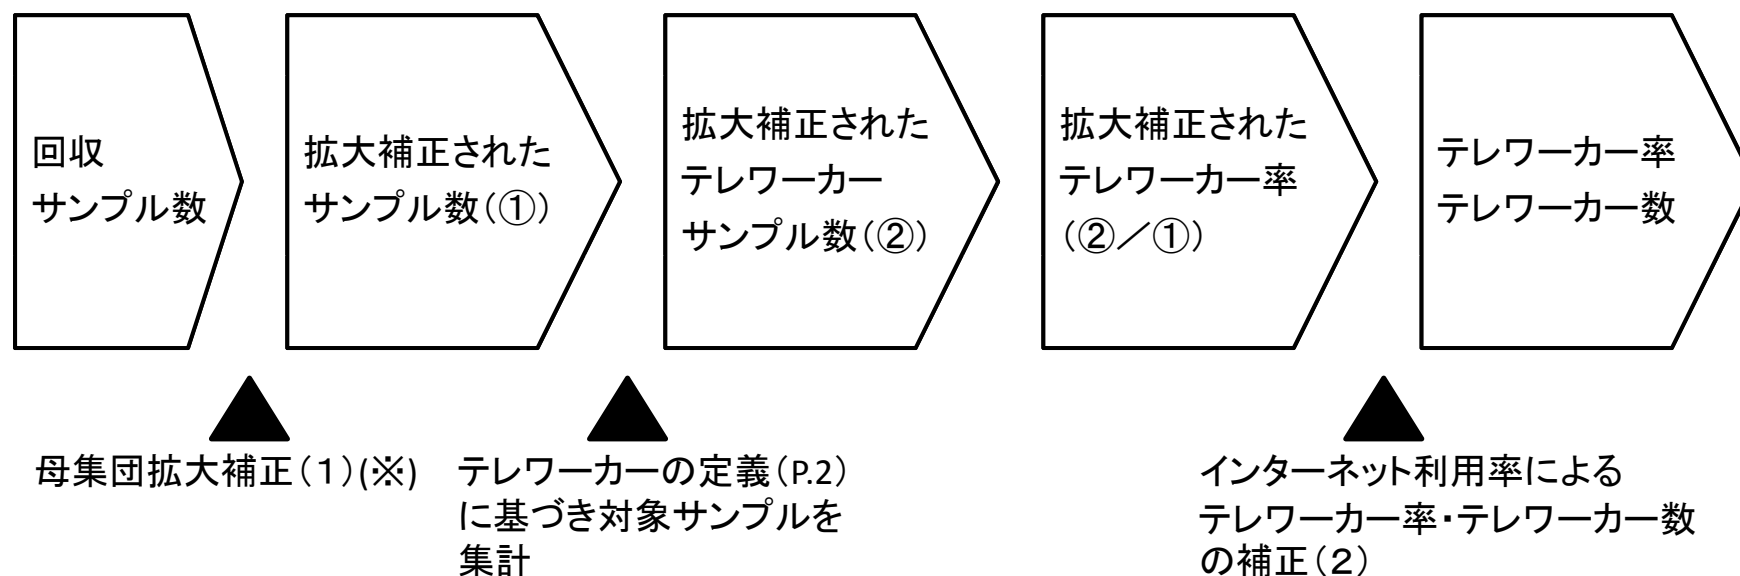 回収
サンプル数
拡大補正された
サンプル数（①）
拡大補正された
テレワーカー
サンプル数（②）
拡大補正された
テレワーカー率
（②／①）
テレワーカー率
テレワーカー数
母集団拡大補正（１）(※)
テレワーカーの定義（P.2）
に基づき対象サンプルを
集計
インターネット利用率による
テレワーカー率・テレワーカー数
の補正（２）